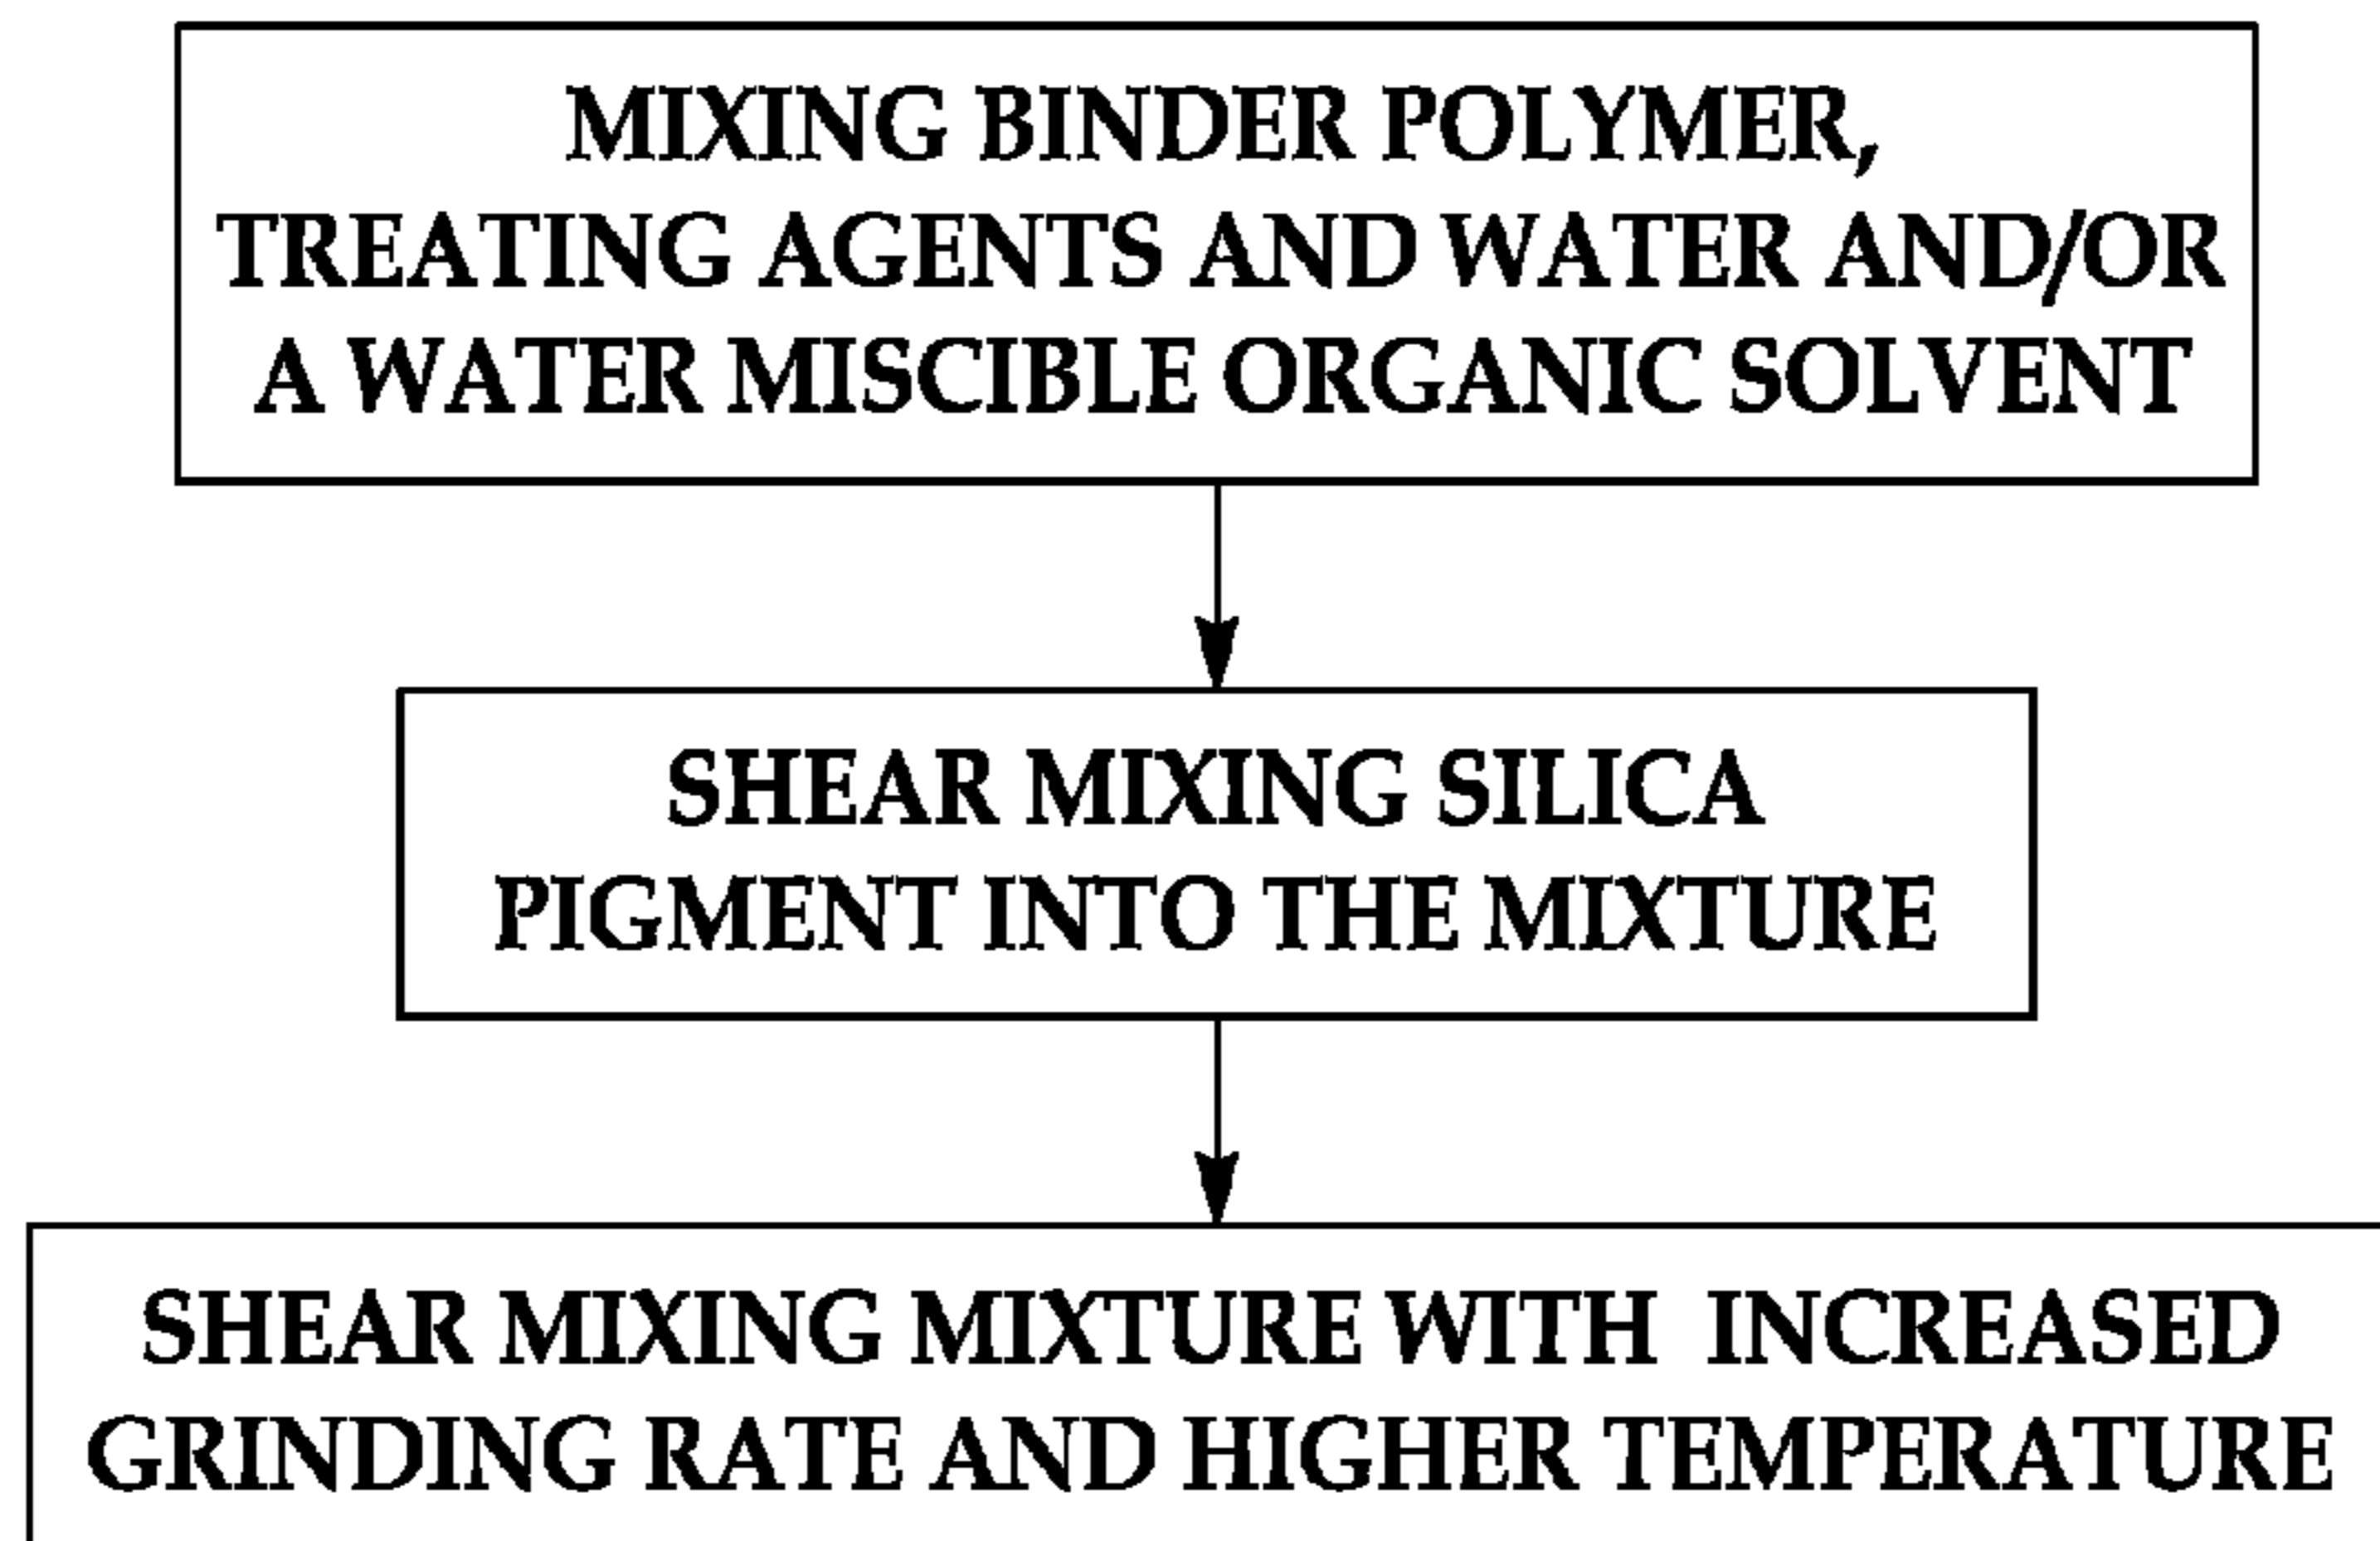 MIXING BINDER POLYMER,
TREATING AGENTS AND WATER AND/OR
A WATER MISCIBLE ORGANIC SOLVENT
SHEAR MIXING SILICA
PIGMENT INTO THE MIXTURE
SHEAR MIXING MIXTURE WITH INCREASED
GRINDING RATE AND HIGHER TEMPERATURE